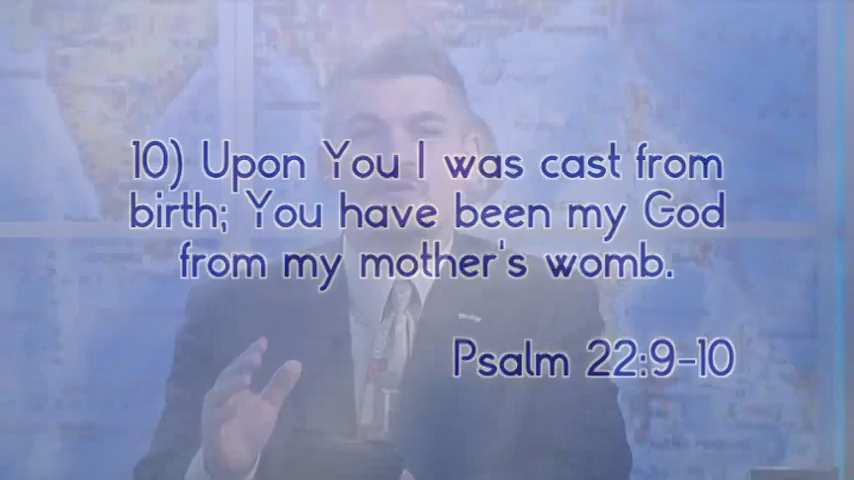 10) Upon You I was cast from
birth; You have been my God
from my mother's womb.
Psalm 22:9-10